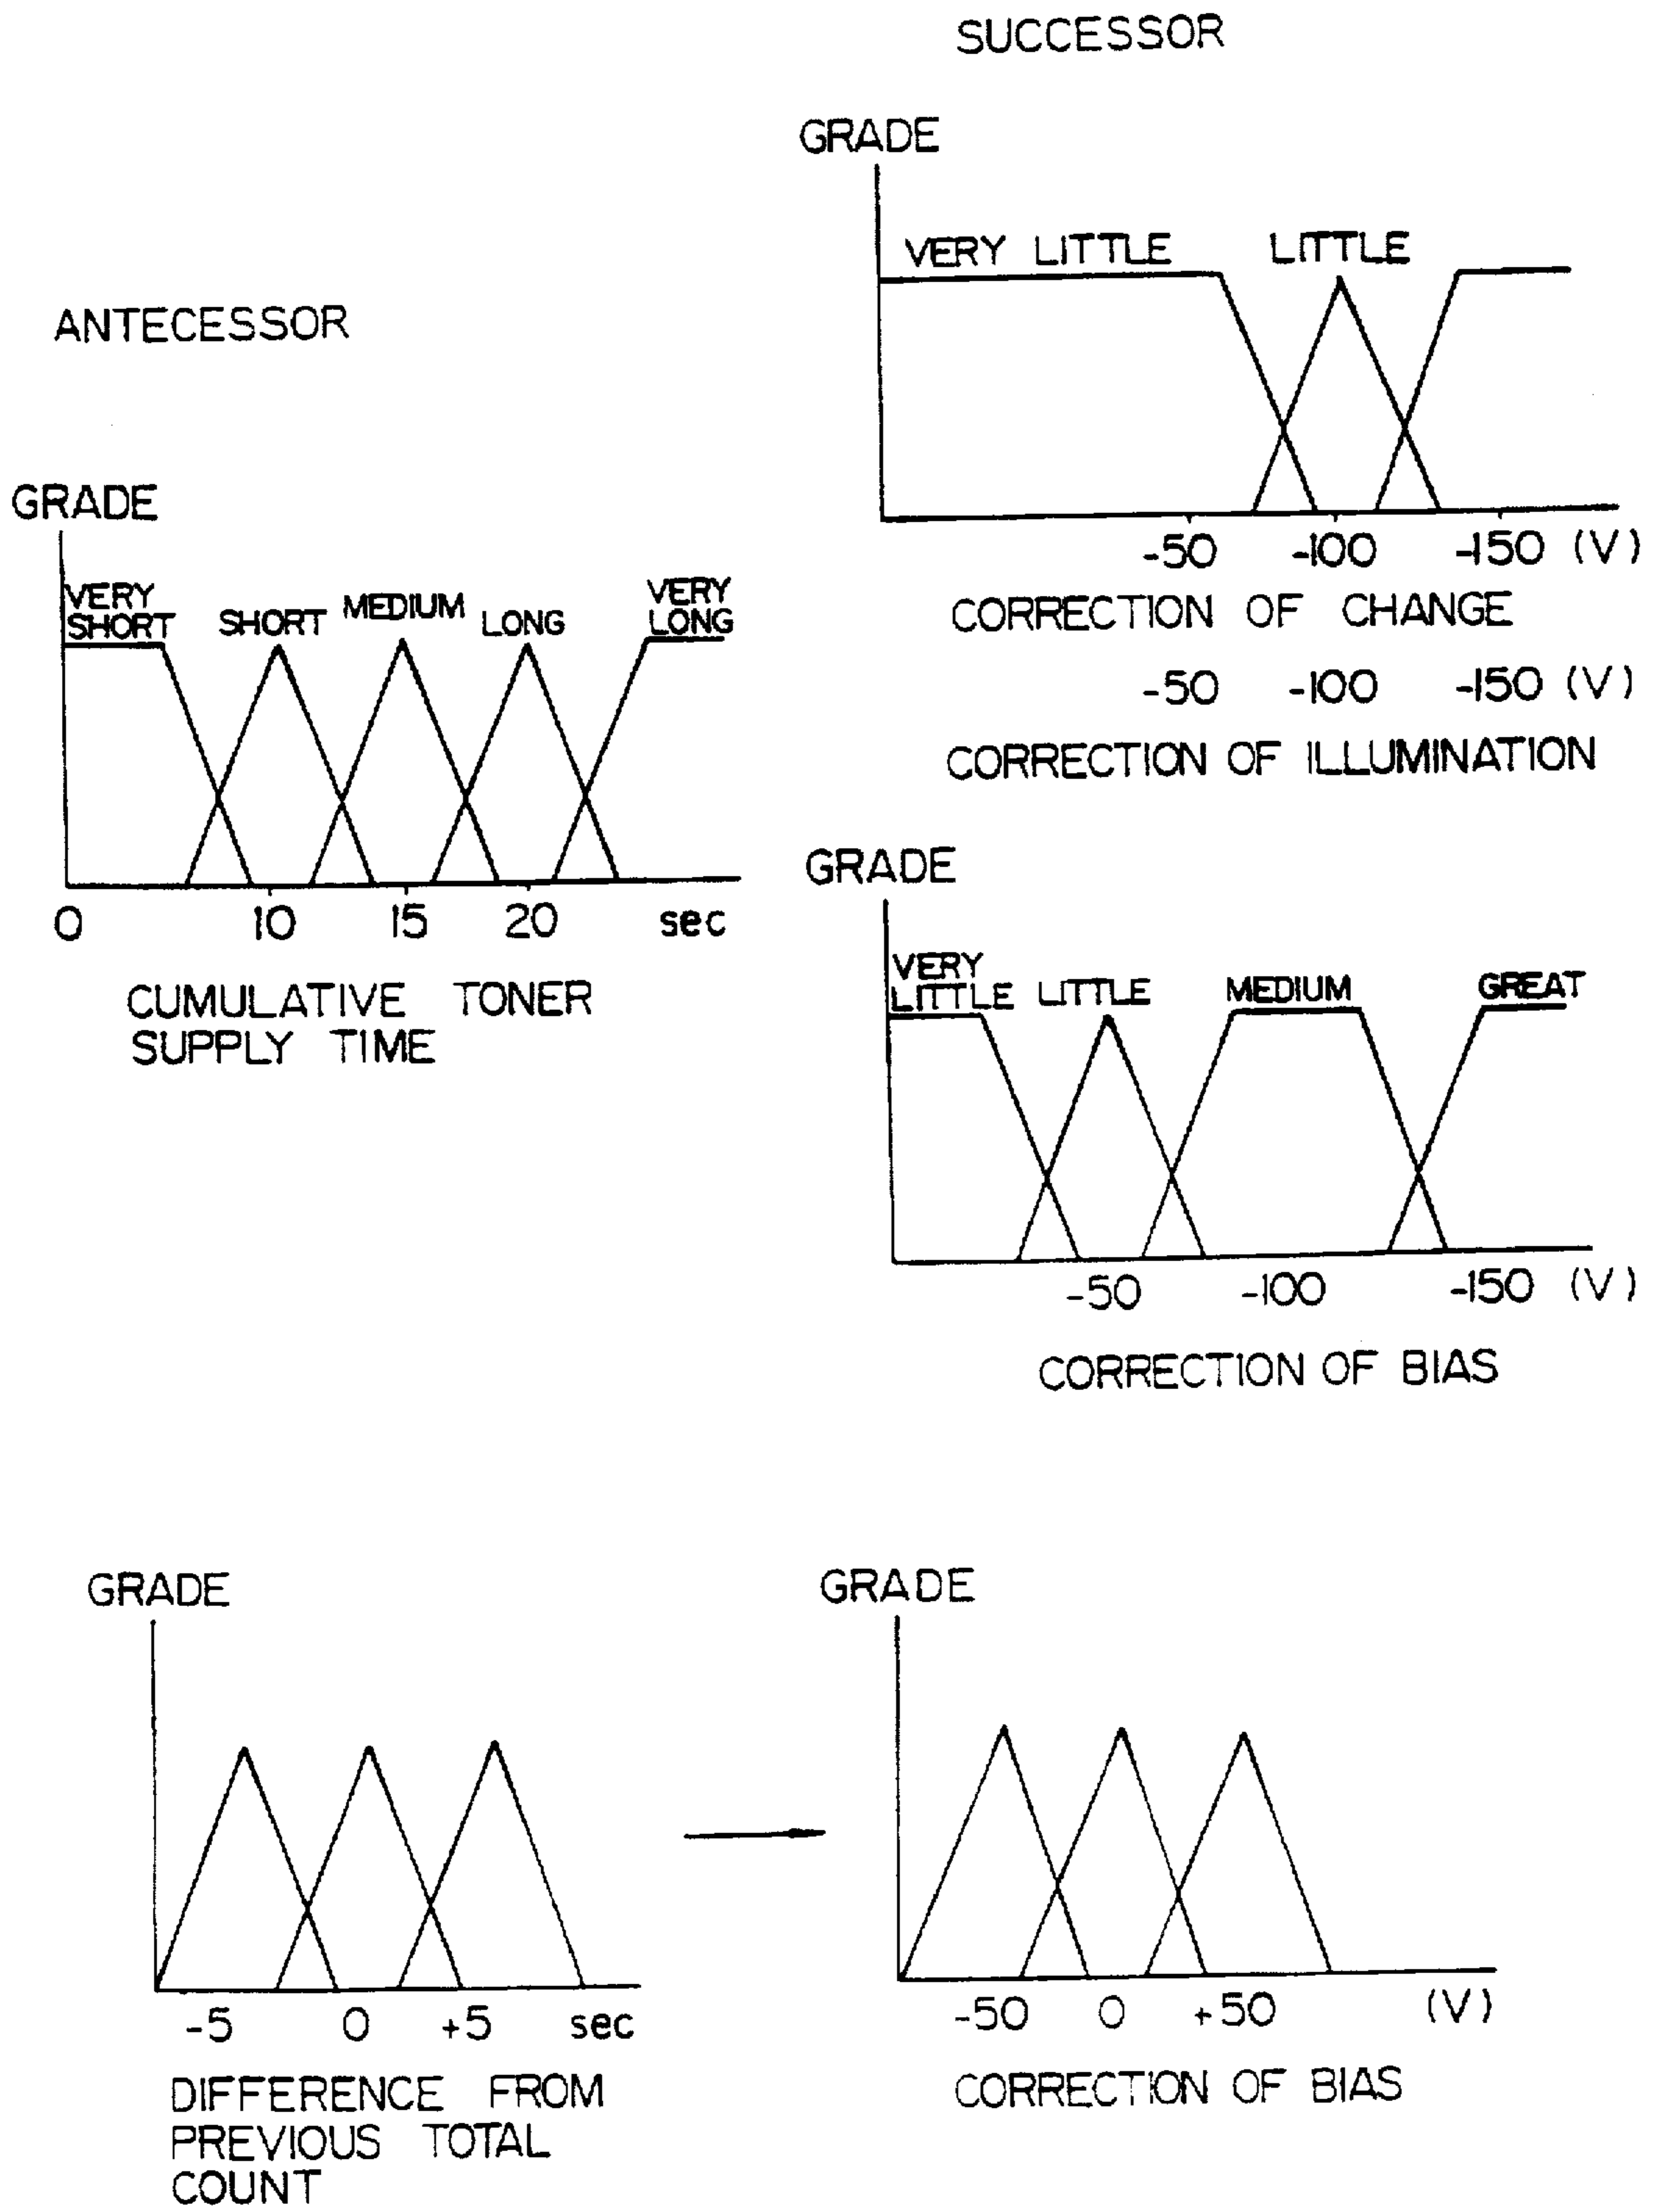 SUCCESSOR
GRADE
VERY LITTLE LITTLE
-50 -100 -150 (V)
CORRECTION OF CHANGE
-50 -100 -150 (V)
CORRECTION OF ILLUMINATION
ANTECESSOR
GRADE
VERY
SHORT SHORT MEDIUM LONG VERY
LONG
0 10 15 20 sec
CUMULATIVE TONER
SUPPLY TIME
GRADE
VERY
LITTLE LITTLE MEDIUM GREAT
-50 -100 -150 (V)
CORRECTION OF BIAS
GRADE
-5 0 +5 sec
DIFFERENCE FROM
PREVIOUS TOTAL
COUNT
GRADE
-50 0 +50 (V)
CORRECTION OF BIAS